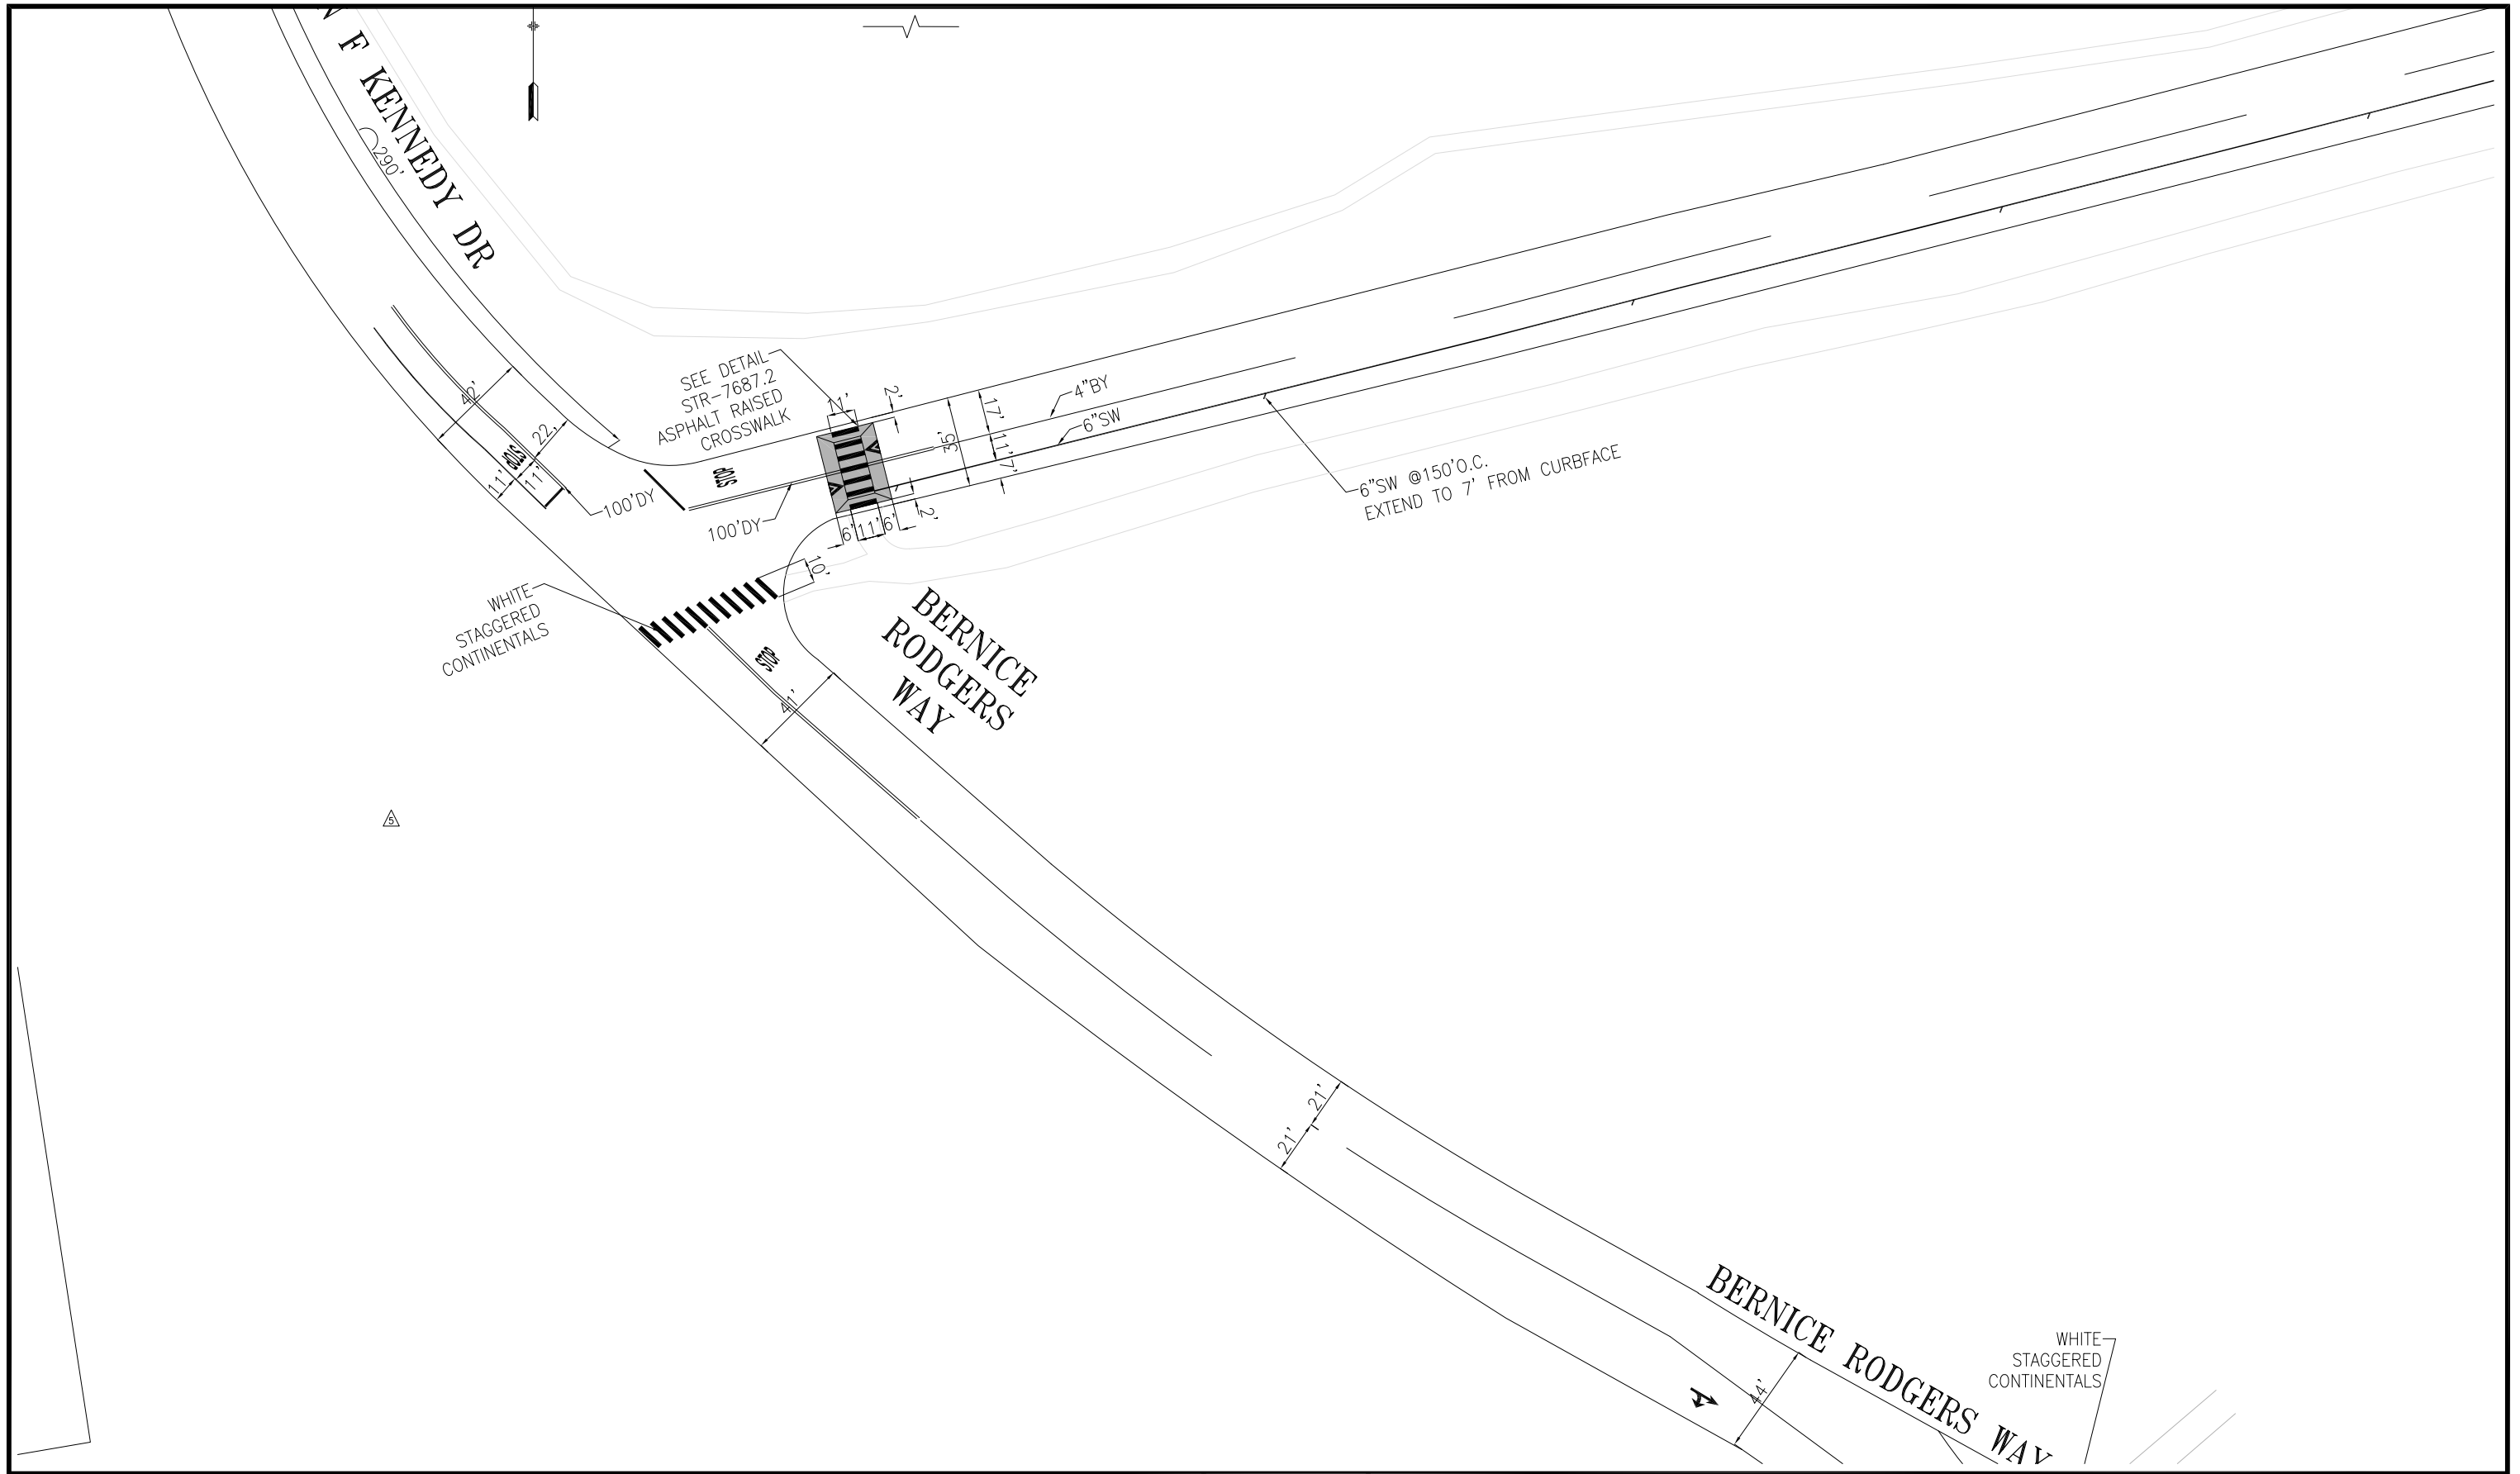 F KENNEDY DR
290'
SEE DETAIL
STR-7687.2
ASPHALT RAISED
CROSSWALK
11'
2'
42'
22'
STOP
11'
11'
100'DY
STOP
100'DY
17'
35'
11'
7'
4"BY
6"SW
6"SW @150'O.C.
EXTEND TO 7' FROM CURBFACE
6'
11'
6'
2'
10'
WHITE
STAGGERED
CONTINENTALS
STOP
41'
BERNICE
RODGERS
WAY
5
21'
21'
BERNICE RODGERS WAY
44'
WHITE
STAGGERED
CONTINENTALS